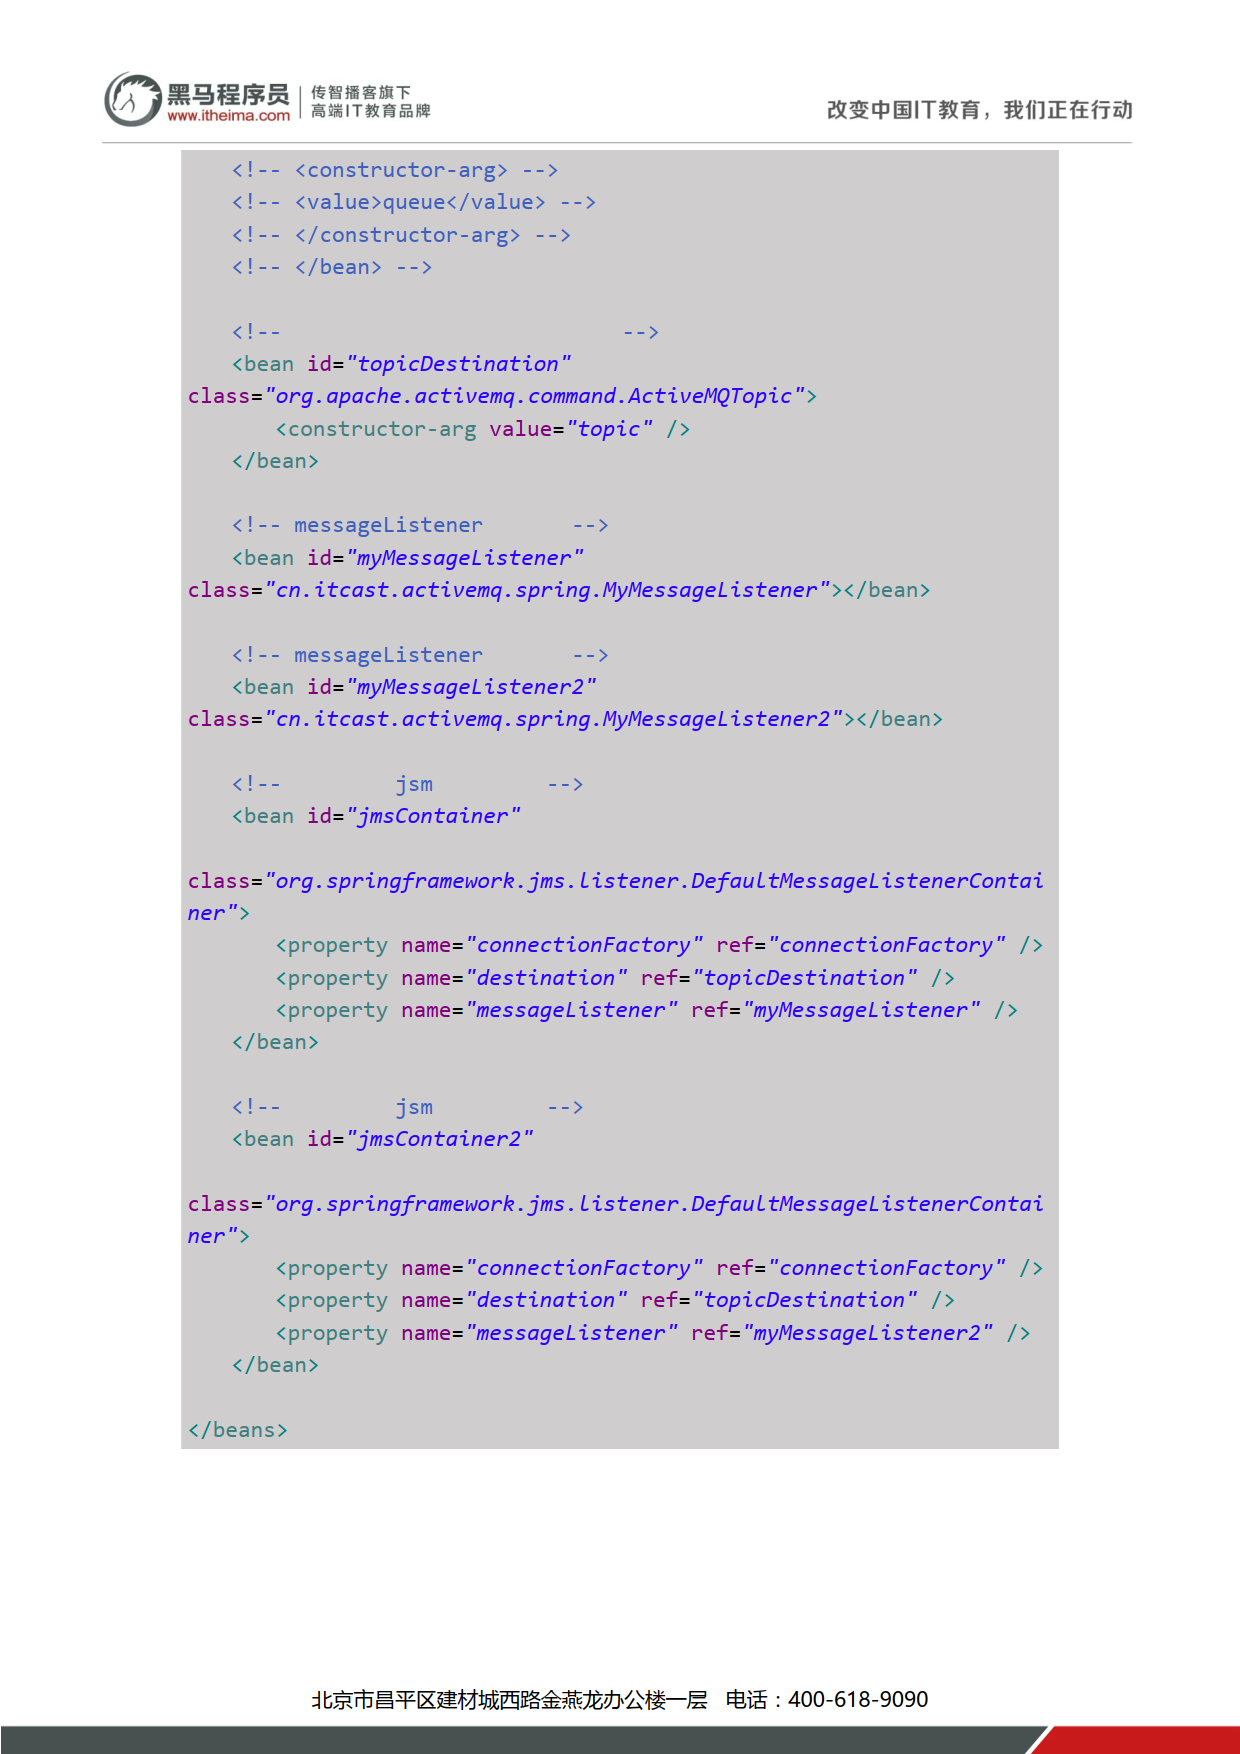 黑马程序员
www.itheima.com
传智播客旗下
高端IT教育品牌
改变中国IT教育，我们正在行动
<!-- <constructor-arg> -->
<!-- <value>queue</value> -->
<!-- </constructor-arg> -->
<!-- </bean> -->
<!-- -->
<bean id="topicDestination"
class="org.apache.activemq.command.ActiveMQTopic">
<constructor-arg value="topic" />
</bean>
<!-- messageListener -->
<bean id="myMessageListener"
class="cn.itcast.activemq.spring.MyMessageListener"></bean>
<!-- messageListener -->
<bean id="myMessageListener2"
class="cn.itcast.activemq.spring.MyMessageListener2"></bean>
<!-- jsm -->
<bean id="jmsContainer"
class="org.springframework.jms.listener.DefaultMessageListenerContai
ner">
<property name="connectionFactory" ref="connectionFactory" />
<property name="destination" ref="topicDestination" />
<property name="messageListener" ref="myMessageListener" />
</bean>
<!-- jsm -->
<bean id="jmsContainer2"
class="org.springframework.jms.listener.DefaultMessageListenerContai
ner">
<property name="connectionFactory" ref="connectionFactory" />
<property name="destination" ref="topicDestination" />
<property name="messageListener" ref="myMessageListener2" />
</bean>
</beans>
北京市昌平区建材城西路金燕龙办公楼一层 电话：400-618-9090